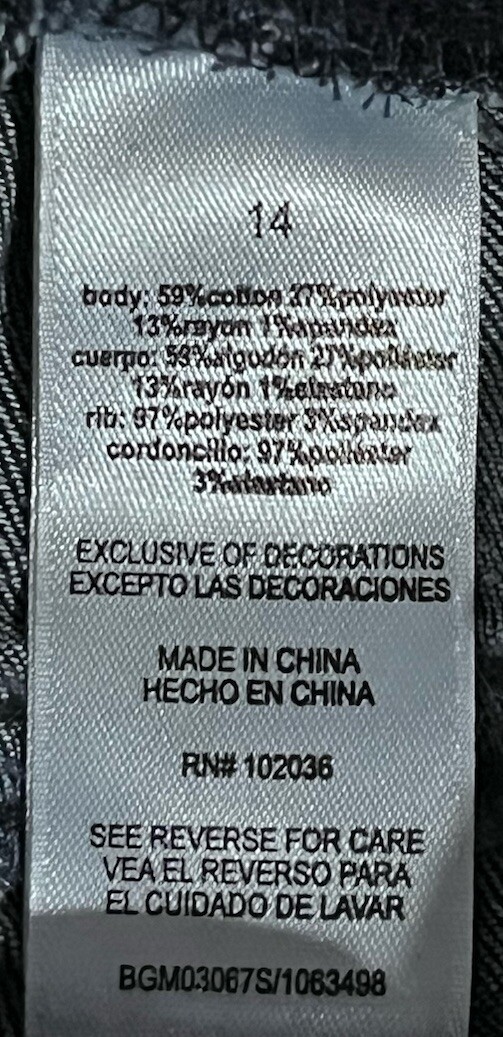 14
body: 59%cotton 27%polyester
13%rayon 1%spandex
cuerpo: 59%algodón 27%poliéster
13%rayón 1%elastano
rib: 97%polyester 3%spandex
cordoncillo: 97%poliéster
3%elastano
EXCLUSIVE OF DECORATIONS
EXCEPTO LAS DECORACIONES
MADE IN CHINA
HECHO EN CHINA
RN# 102036
SEE REVERSE FOR CARE
VEA EL REVERSO PARA
EL CUIDADO DE LAVAR
BGM03067S/1063498